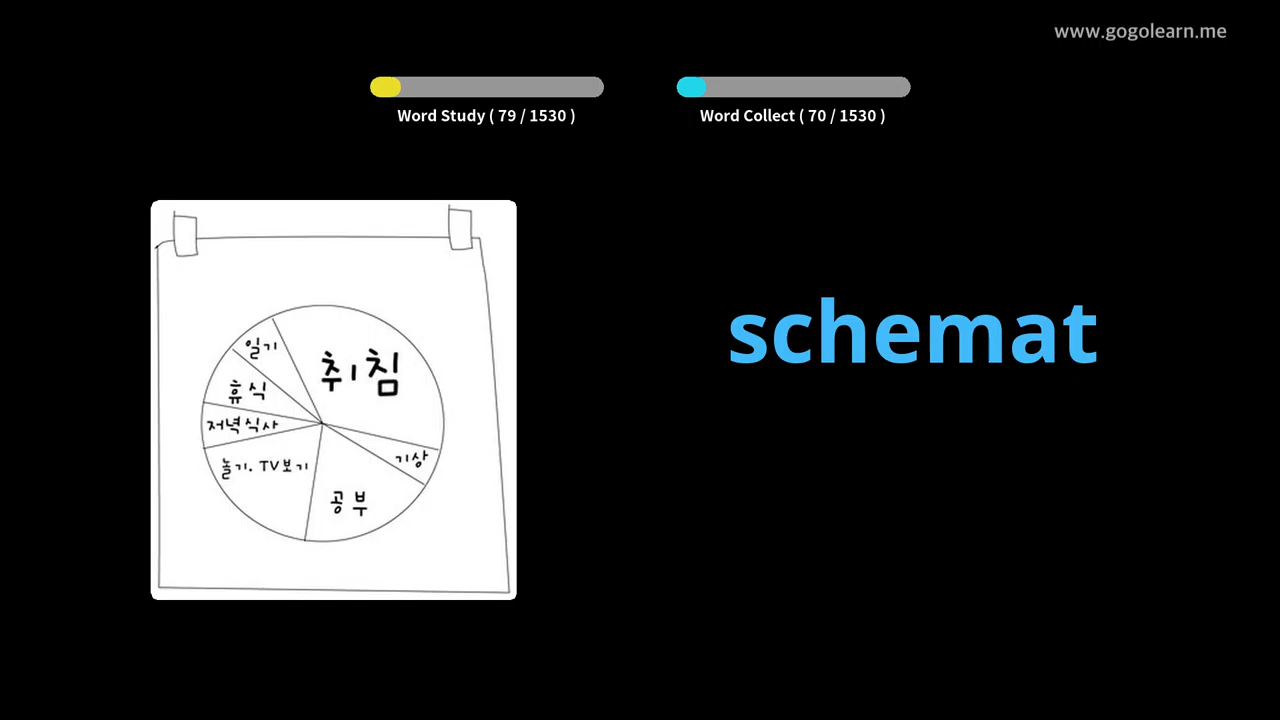 www.gogolearn.me
Word Study ( 79 / 1530 )
Word Collect ( 70 / 1530 )
일기
취침
휴식
저녁식사
기상
놀기. TV보기
공부
schemat